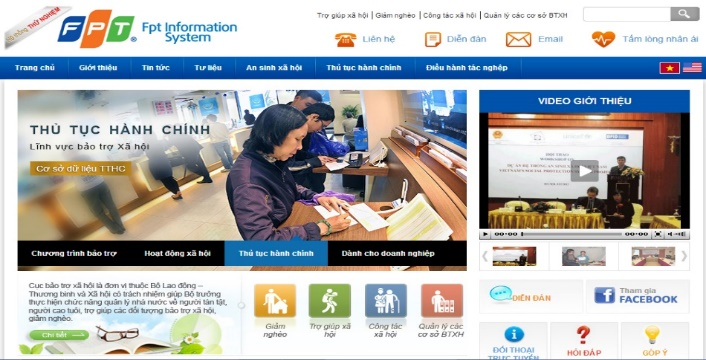 Hệ thống THỬ NGHIỆM
FPT
Fpt Information
System
Trợ giúp xã hội | Giảm nghèo | Công tác xã hội | Quản lý các cơ sở BTXH
Liên hệ
Diễn đàn
Email
Tấm lòng nhân ái
Trang chủ
Giới thiệu
Tin tức
Tư liệu
An sinh xã hội
Thủ tục hành chính
Điều hành tác nghiệp
THỦ TỤC HÀNH CHÍNH
Lĩnh vực bảo trợ Xã hội
Cơ sở dữ liệu TTHC
Chương trình bảo trợ
Hoạt động xã hội
Thủ tục hành chính
Dành cho doanh nghiệp
VIDEO GIỚI THIỆU
00:00
00:00
Cục bảo trợ xã hội là đơn vị thuộc Bộ Lao động –
Thương binh và Xã hội có trách nhiệm giúp Bộ trưởng
thực hiện chức năng quản lý nhà nước về người tàn tật,
người cao tuổi, trợ giúp các đối tượng bảo trợ xã hội,
giảm nghèo.
Chi tiết
Giảm
nghèo
Trợ giúp xã
hội
Công tác
xã hội
Quản lý các
cơ sở BTXH
DIỄN ĐÀN
Tham gia
FACEBOOK
ĐỐI THOẠI
TRỰC TUYẾN
HỎI ĐÁP
GÓP Ý